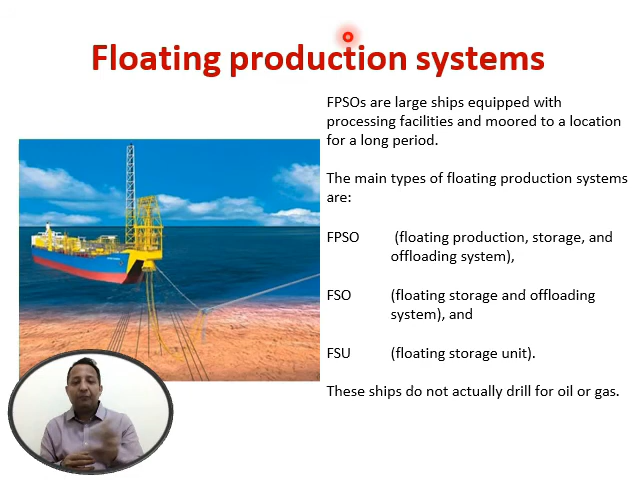 Floating production systems
FPSOs are large ships equipped with
processing facilities and moored to a location
for a long period.
The main types of floating production systems
are:
FPSO (floating production, storage, and
offloading system),
FSO (floating storage and offloading
system), and
FSU (floating storage unit).
These ships do not actually drill for oil or gas.